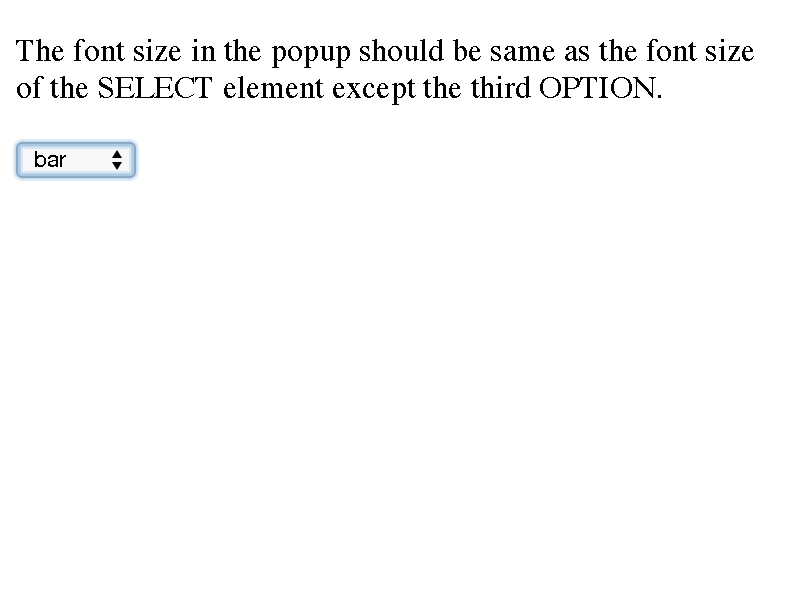 The font size in the popup should be same as the font size
of the SELECT element except the third OPTION.
bar